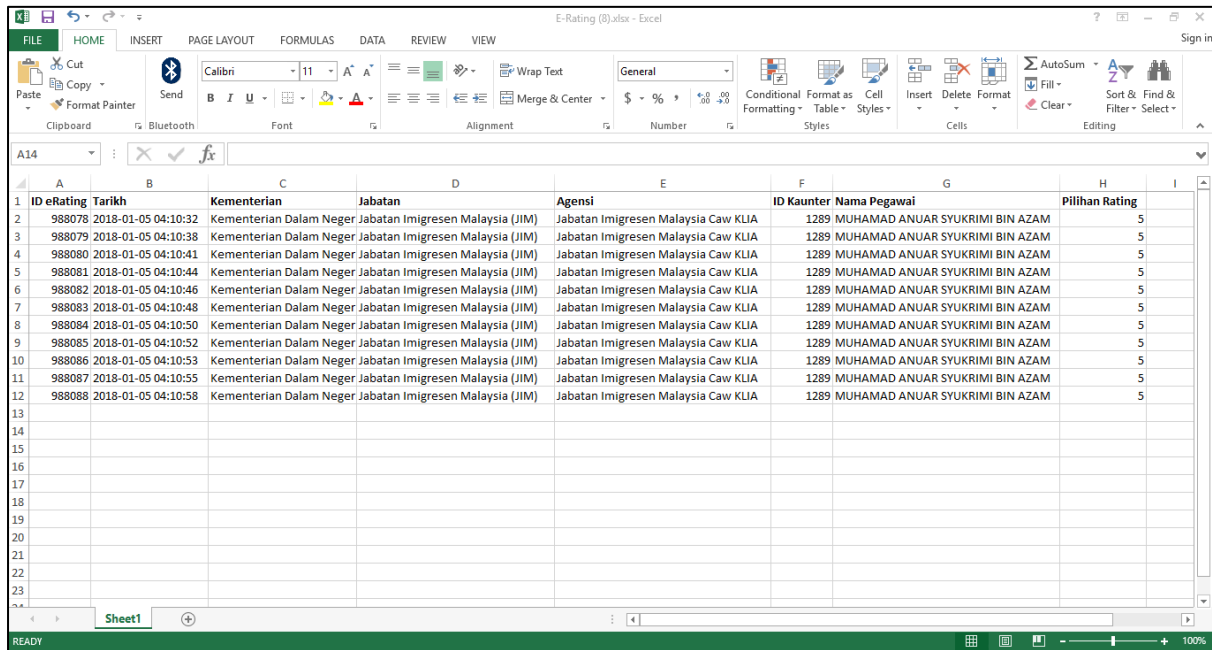 E-Rating (8).xlsx - Excel
FILE HOME INSERT PAGE LAYOUT FORMULAS DATA REVIEW VIEW Sign in
Paste Cut Copy Format Painter Clipboard
Send Bluetooth
Calibri 11 A A B I U A Font
Wrap Text Merge & Center Alignment
General $ % , Number
Conditional Formatting Format as Table Cell Styles Styles
Insert Delete Format Cells
AutoSum Fill Clear Sort & Filter Find & Select Editing
A14 fx
A B C D E F G H I
1 ID eRating Tarikh Kementerian Jabatan Agensi ID Kaunter Nama Pegawai Pilihan Rating
2 988078 2018-01-05 04:10:32 Kementerian Dalam Neger Jabatan Imigresen Malaysia (JIM) Jabatan Imigresen Malaysia Caw KLIA 1289 MUHAMAD ANUAR SYUKRIMI BIN AZAM 5
3 988079 2018-01-05 04:10:38 Kementerian Dalam Neger Jabatan Imigresen Malaysia (JIM) Jabatan Imigresen Malaysia Caw KLIA 1289 MUHAMAD ANUAR SYUKRIMI BIN AZAM 5
4 988080 2018-01-05 04:10:41 Kementerian Dalam Neger Jabatan Imigresen Malaysia (JIM) Jabatan Imigresen Malaysia Caw KLIA 1289 MUHAMAD ANUAR SYUKRIMI BIN AZAM 5
5 988081 2018-01-05 04:10:44 Kementerian Dalam Neger Jabatan Imigresen Malaysia (JIM) Jabatan Imigresen Malaysia Caw KLIA 1289 MUHAMAD ANUAR SYUKRIMI BIN AZAM 5
6 988082 2018-01-05 04:10:46 Kementerian Dalam Neger Jabatan Imigresen Malaysia (JIM) Jabatan Imigresen Malaysia Caw KLIA 1289 MUHAMAD ANUAR SYUKRIMI BIN AZAM 5
7 988083 2018-01-05 04:10:48 Kementerian Dalam Neger Jabatan Imigresen Malaysia (JIM) Jabatan Imigresen Malaysia Caw KLIA 1289 MUHAMAD ANUAR SYUKRIMI BIN AZAM 5
8 988084 2018-01-05 04:10:50 Kementerian Dalam Neger Jabatan Imigresen Malaysia (JIM) Jabatan Imigresen Malaysia Caw KLIA 1289 MUHAMAD ANUAR SYUKRIMI BIN AZAM 5
9 988085 2018-01-05 04:10:52 Kementerian Dalam Neger Jabatan Imigresen Malaysia (JIM) Jabatan Imigresen Malaysia Caw KLIA 1289 MUHAMAD ANUAR SYUKRIMI BIN AZAM 5
10 988086 2018-01-05 04:10:53 Kementerian Dalam Neger Jabatan Imigresen Malaysia (JIM) Jabatan Imigresen Malaysia Caw KLIA 1289 MUHAMAD ANUAR SYUKRIMI BIN AZAM 5
11 988087 2018-01-05 04:10:55 Kementerian Dalam Neger Jabatan Imigresen Malaysia (JIM) Jabatan Imigresen Malaysia Caw KLIA 1289 MUHAMAD ANUAR SYUKRIMI BIN AZAM 5
12 988088 2018-01-05 04:10:58 Kementerian Dalam Neger Jabatan Imigresen Malaysia (JIM) Jabatan Imigresen Malaysia Caw KLIA 1289 MUHAMAD ANUAR SYUKRIMI BIN AZAM 5
13
14
15
16
17
18
19
20
21
22
23
Sheet1
READY 100%